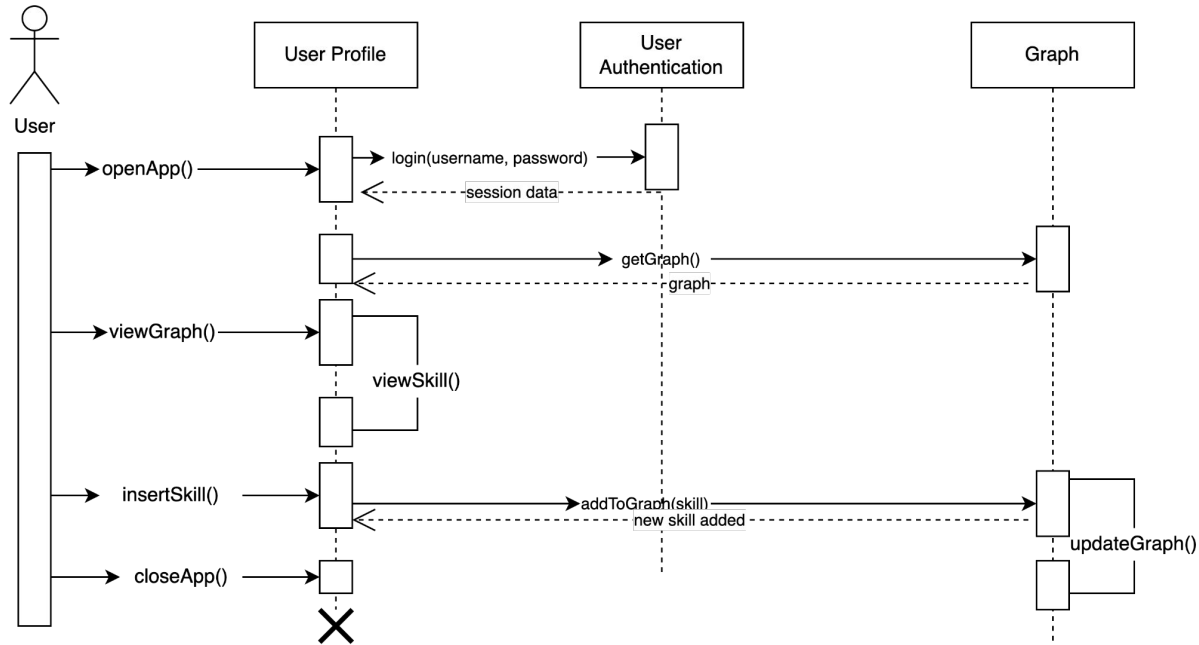 User Profile
User
Authentication
Graph
User
openApp()
login(username, password)
session data
getGraph()
graph
viewGraph()
viewSkill()
insertSkill()
addToGraph(skill)
new skill added
updateGraph()
closeApp()